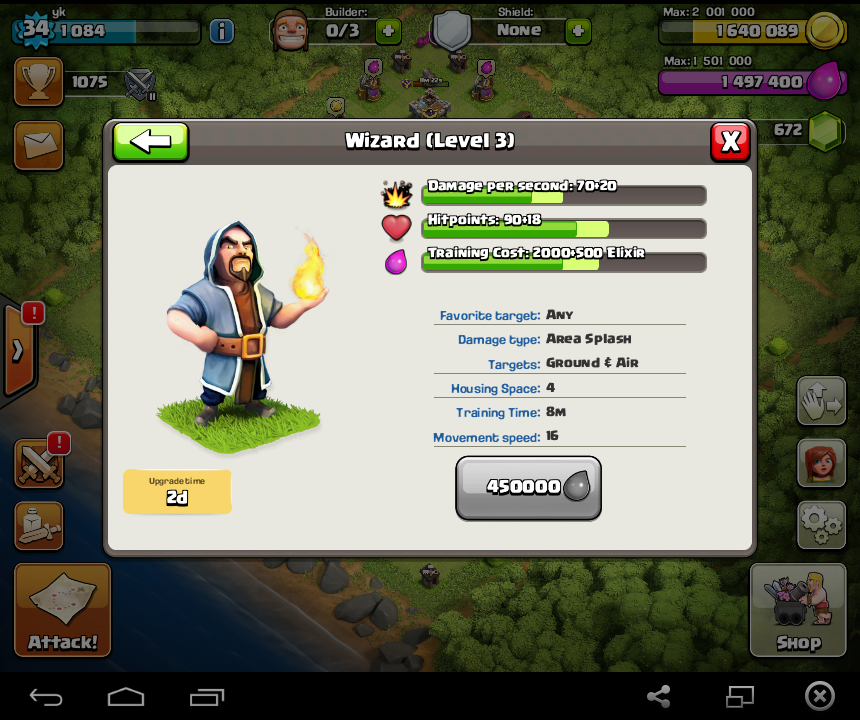 yk
34
1 084
Builder:
0/3
Shield:
None
Max: 2 001 000
1 640 089
Max: 1 501 000
1 497 400
1075
672
Wizard (Level 3)
X
Damage per second: 70+20
Hitpoints: 90+18
Training Cost: 2000+500 Elixir
Favorite target: Any
Damage type: Area Splash
Targets: Ground & Air
Housing Space: 4
Training Time: 8m
Movement speed: 16
Upgrade time
2d
450000
!
!
Attack!
Shop